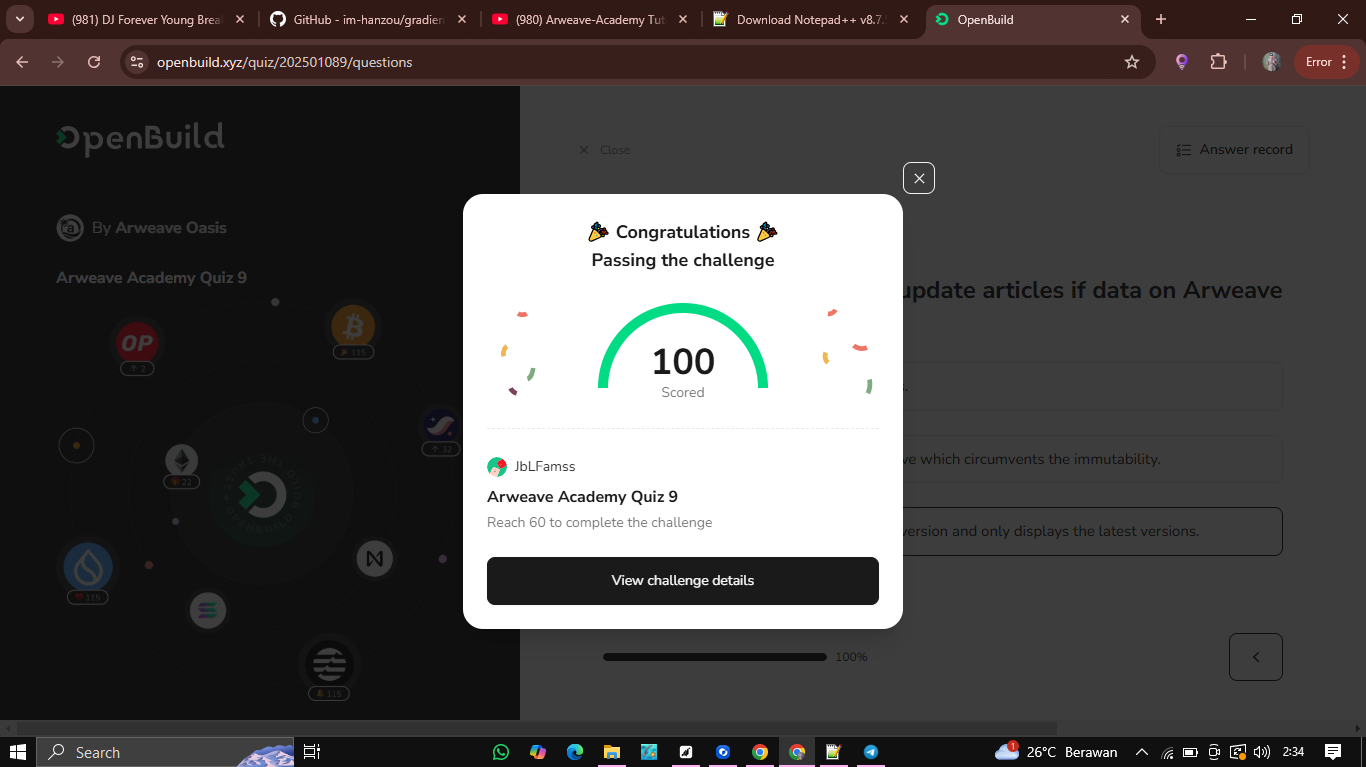 (981) DJ Forever Young Brea
GitHub - im-hanzou/gradien
(980) Arweave-Academy Tut
Download Notepad++ v8.7.
OpenBuild
openbuild.xyz/quiz/202501089/questions
Error
OpenBuild
Close
Answer record
By Arweave Oasis
Arweave Academy Quiz 9
Congratulations
Passing the challenge
update articles if data on Arweave
100
Scored
ve which circumvents the immutability.
version and only displays the latest versions.
JbLFamss
Arweave Academy Quiz 9
Reach 60 to complete the challenge
View challenge details
100%
OP
2
115
32
22
115
115
Search
1
26°C Berawan
2:34